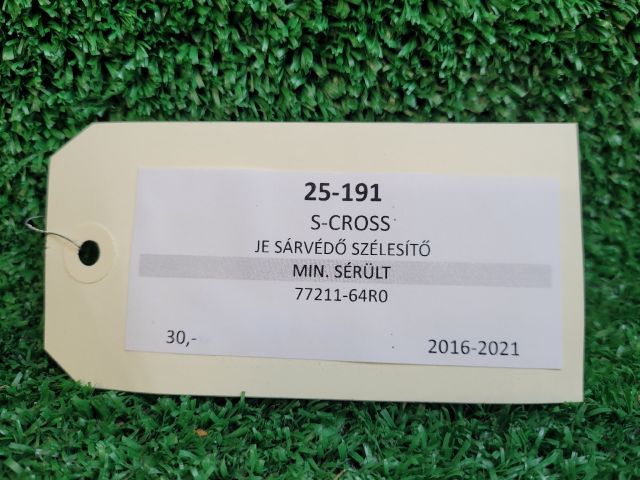 25-191
S-CROSS
JE SÁRVÉDŐ SZÉLESÍTŐ
MIN. SÉRÜLT
77211-64R0
30,-
2016-2021